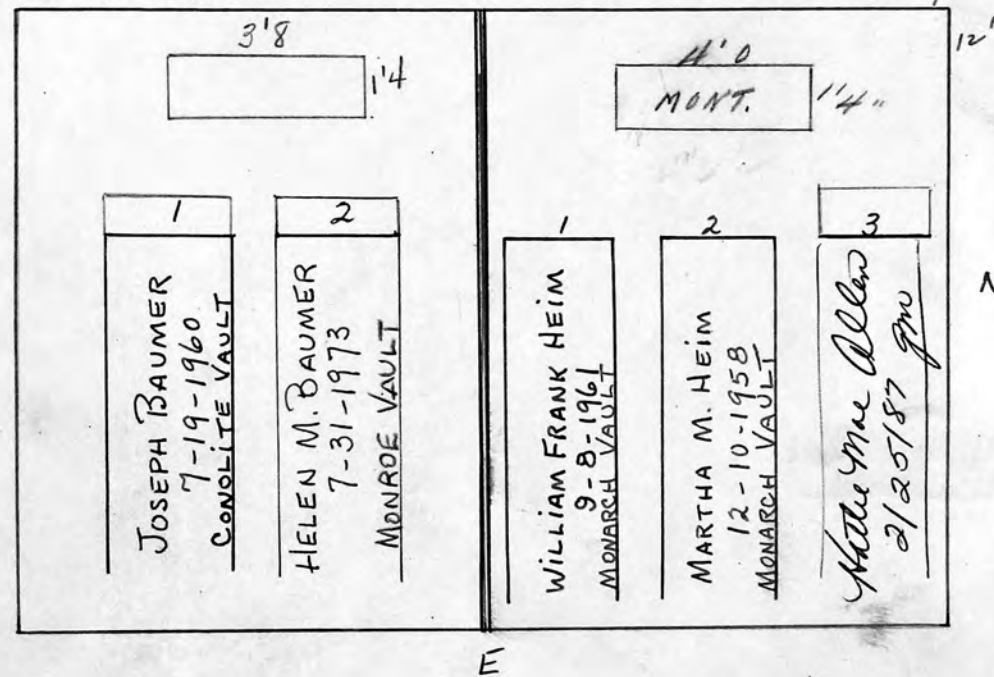 3'8
1'4
1
JOSEPH BAUMER
7-19-1960
CONOLITE VAULT
2
HELEN M. BAUMER
7-31-1973
MONROE VAULT
4'0
MONT.
1'4"
12'
1
WILLIAM FRANK HEIM
9-8-1961
MONARCH VAULT
2
MARTHA M. HEIM
12-10-1958
MONARCH VAULT
3
Mae Allen
2/20/87
E